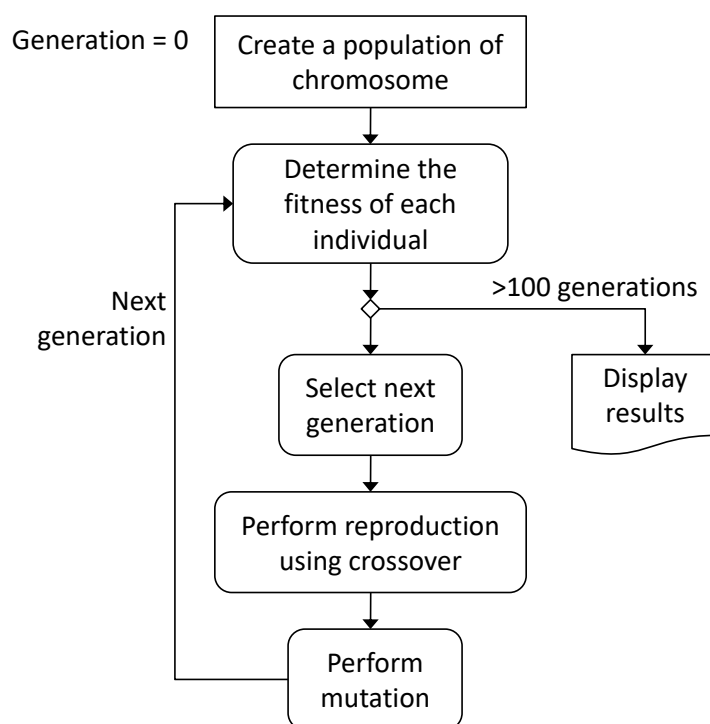 Generation = 0
Create a population of
chromosome
Determine the
fitness of each
individual
>100 generations
Next
generation
Select next
generation
Display
results
Perform reproduction
using crossover
Perform
mutation